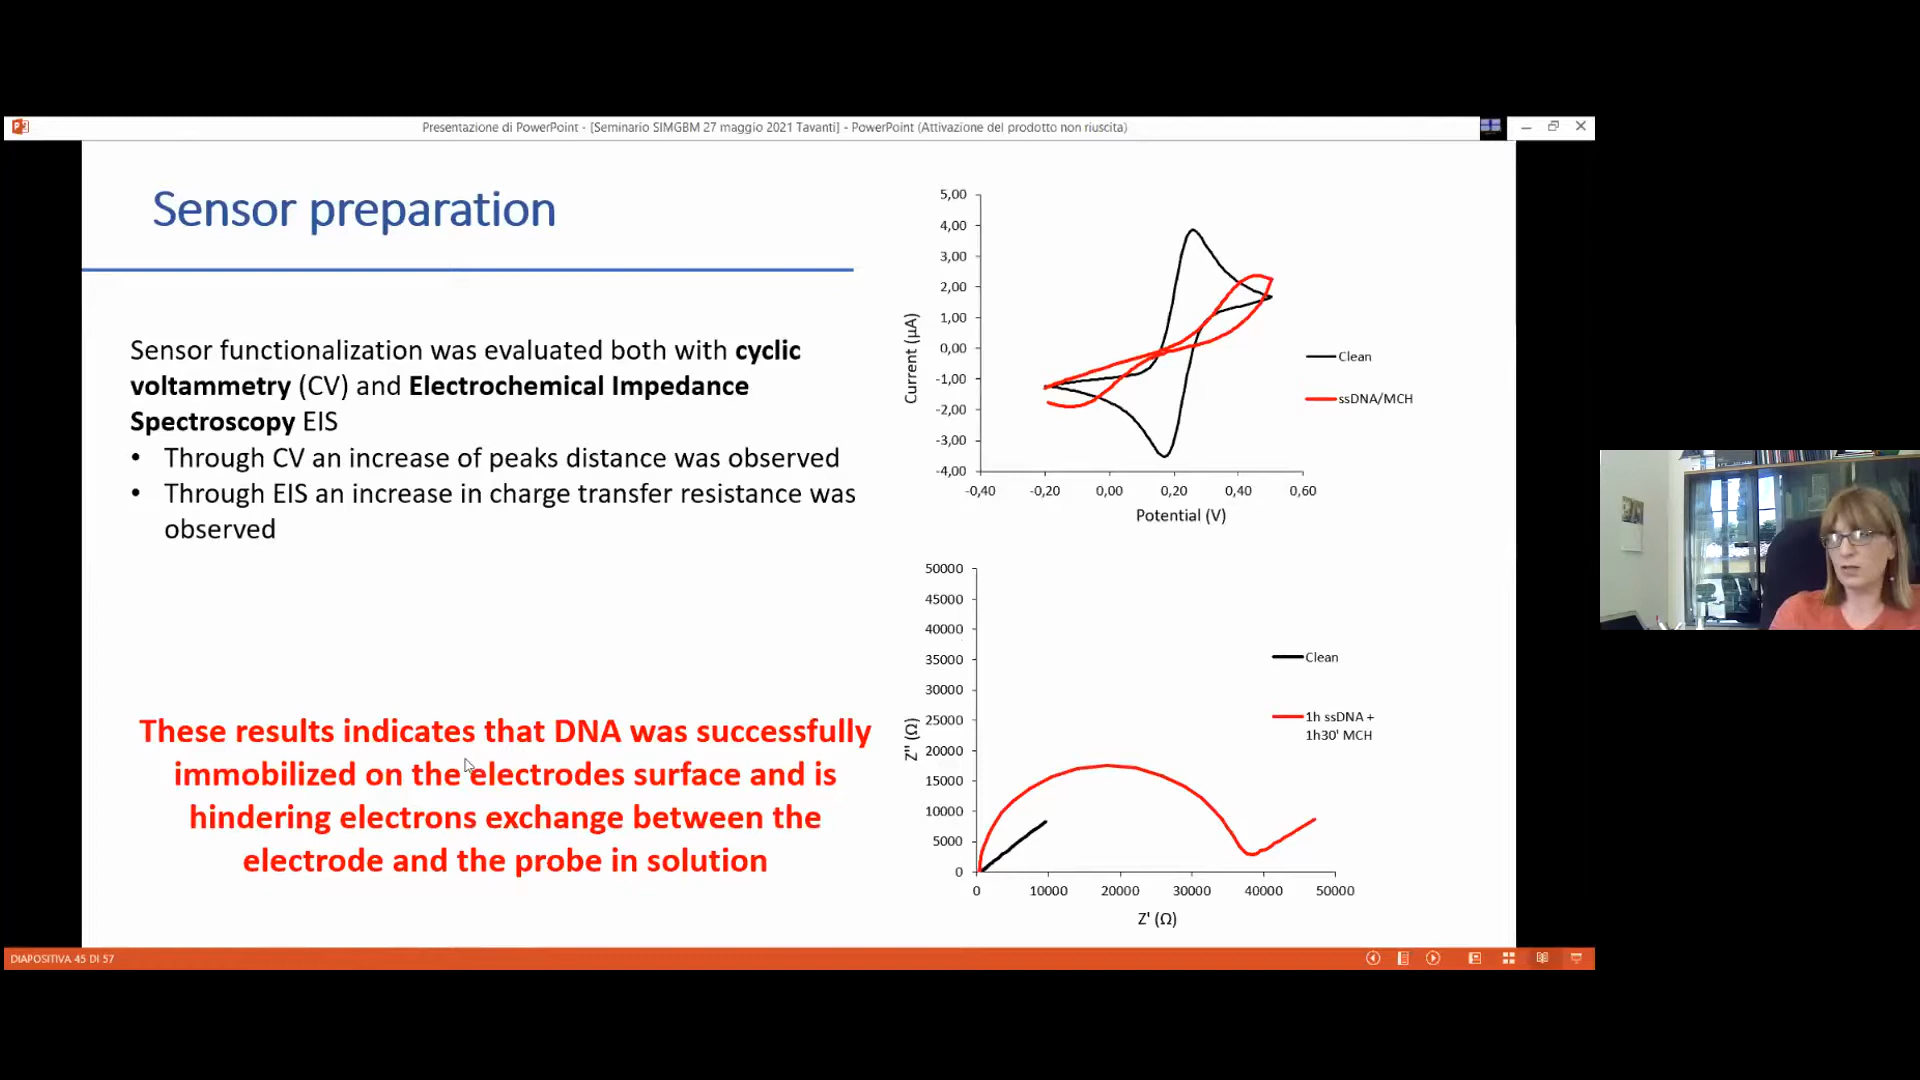 Presentazione di PowerPoint - [Seminario SIMGBM 27 maggio 2021 Tavanti] - PowerPoint (Attivazione del prodotto non riuscita)
Sensor preparation
Sensor functionalization was evaluated both with cyclic
voltammetry (CV) and Electrochemical Impedance
Spectroscopy EIS
• Through CV an increase of peaks distance was observed
• Through EIS an increase in charge transfer resistance was
observed
These results indicates that DNA was successfully
immobilized on the electrodes surface and is
hindering electrons exchange between the
electrode and the probe in solution
5,00
4,00
3,00
2,00
1,00
0,00
-1,00
-2,00
-3,00
-4,00
Current (µA)
-0,40 -0,20 0,00 0,20 0,40 0,60
Potential (V)
Clean
ssDNA/MCH
50000
45000
40000
35000
30000
25000
20000
15000
10000
5000
0
Z'' (Ω)
0 10000 20000 30000 40000 50000
Z' (Ω)
Clean
1h ssDNA +
1h30' MCH
DIAPOSITIVA 45 DI 57